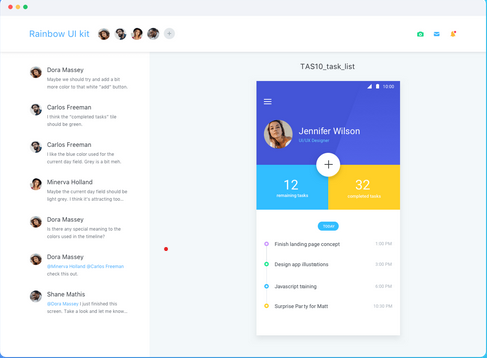 Rainbow UI kit
Dora Massey
Maybe we should try and add a bit
more color to that while "add" button.
Carlos Freeman
I think the "completed tasks" tile
should be green.
Carlos Freeman
I like the blue color used for the
current day field. Grey is a bit meh.
Minerva Holland
Maybe the current day field should be
light grey. I think it's attracting too...
Dora Massey
Is there any special meaning to the
colors used in the timeline?
Dora Massey
@Minerva Holland @Carlos Freeman
check this out.
Shane Mathis
@Dora Massey I just finished this
screen. Take a look and let me know...
TAS10_task_list
10:00
Jennifer Wilson
UI/UX Designer
12
remaining tasks
32
completed tasks
TODAY
Finish landing page concept
1:00 PM
Design app illustrations
3:00 PM
Javascript training
Surprise Party for Matt
10:30 PM